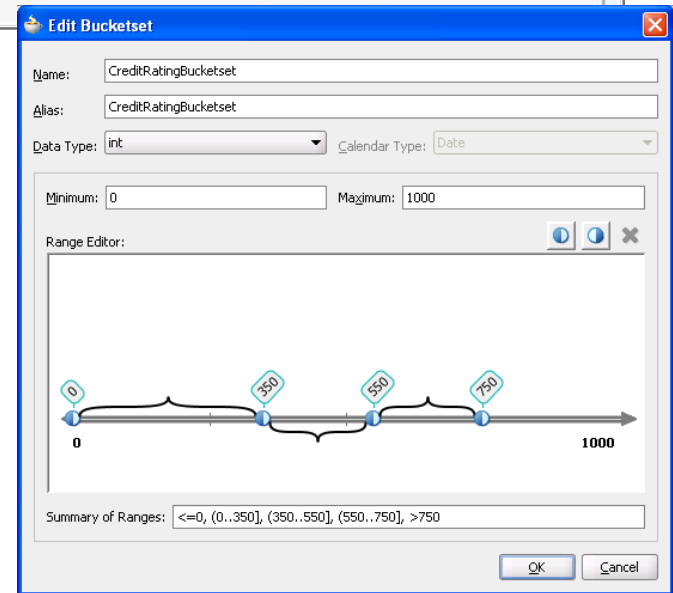 Edit Bucketset
Name: CreditRatingBucketset
Alias: CreditRatingBucketset
Data Type: int Calendar Type: Date
Minimum: 0 Maximum: 1000
Range Editor:
0 350 550 750
0 1000
Summary of Ranges: <=0, (0..350], (350..550], (550..750], >750
OK Cancel